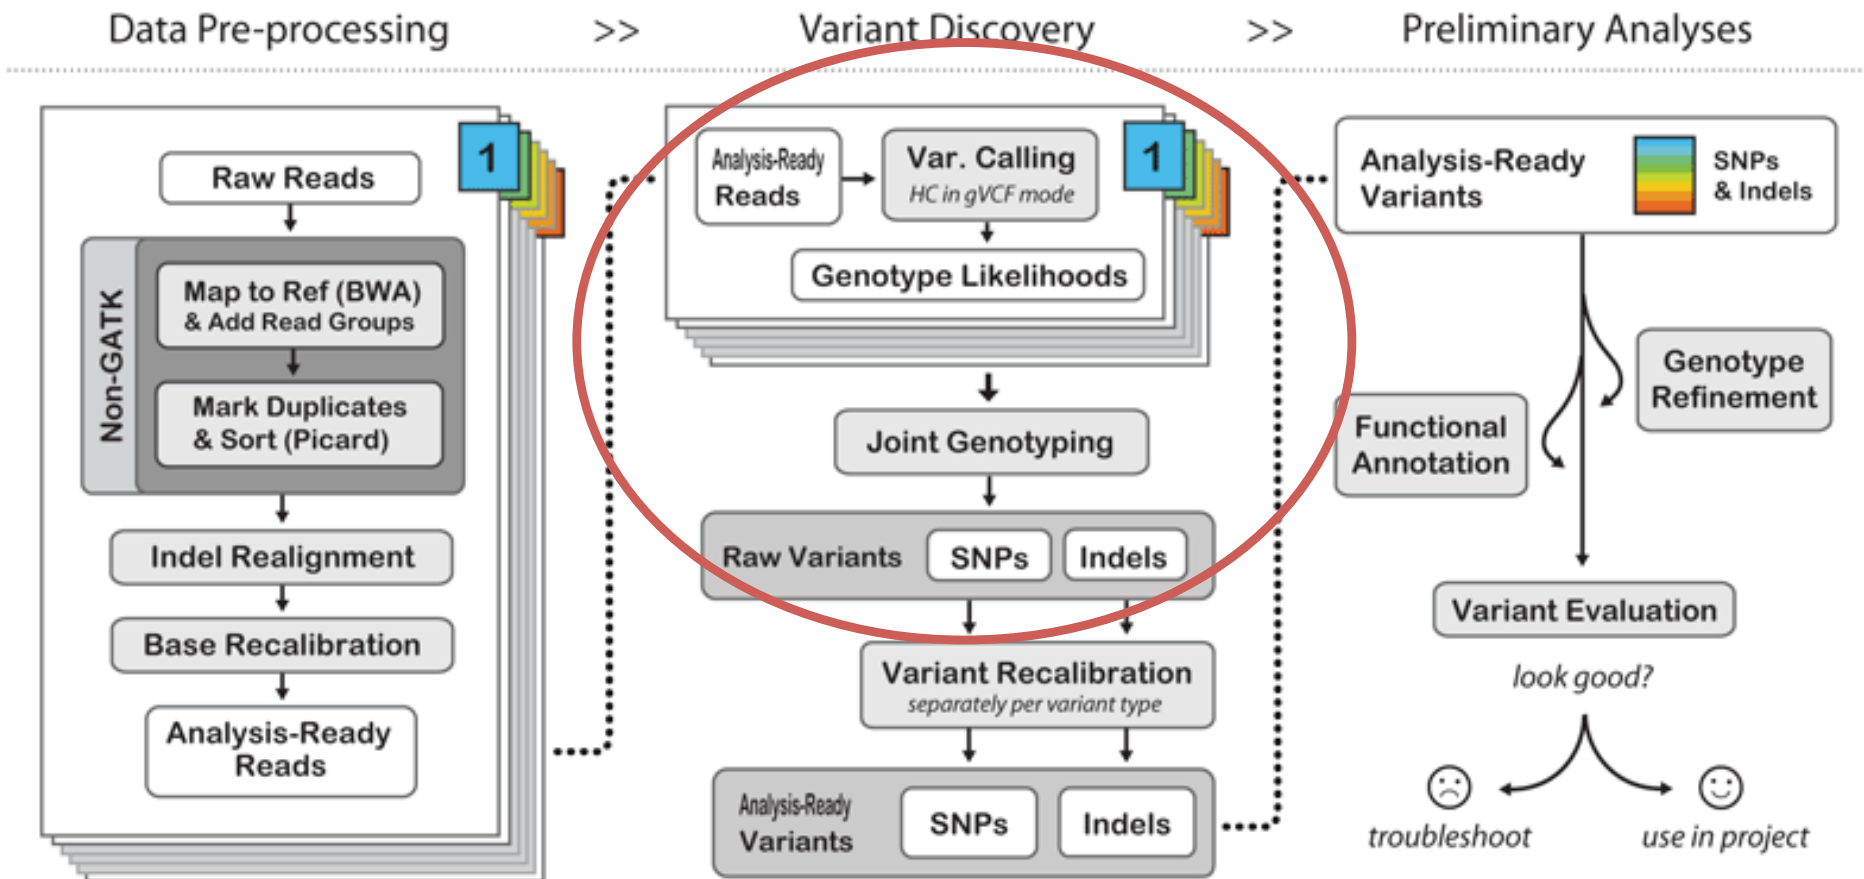 Data Pre-processing >> Variant Discovery >> Preliminary Analyses
1
Raw Reads
Non-GATK
Map to Ref (BWA)
& Add Read Groups
Mark Duplicates
& Sort (Picard)
Indel Realignment
Base Recalibration
Analysis-Ready
Reads
1
Analysis-Ready
Reads
Var. Calling
HC in gVCF mode
Genotype Likelihoods
Joint Genotyping
Raw Variants SNPs Indels
Variant Recalibration
separately per variant type
Analysis-Ready
Variants
SNPs Indels
Analysis-Ready
Variants
SNPs
& Indels
Genotype
Refinement
Functional
Annotation
Variant Evaluation
look good?
troubleshoot
use in project